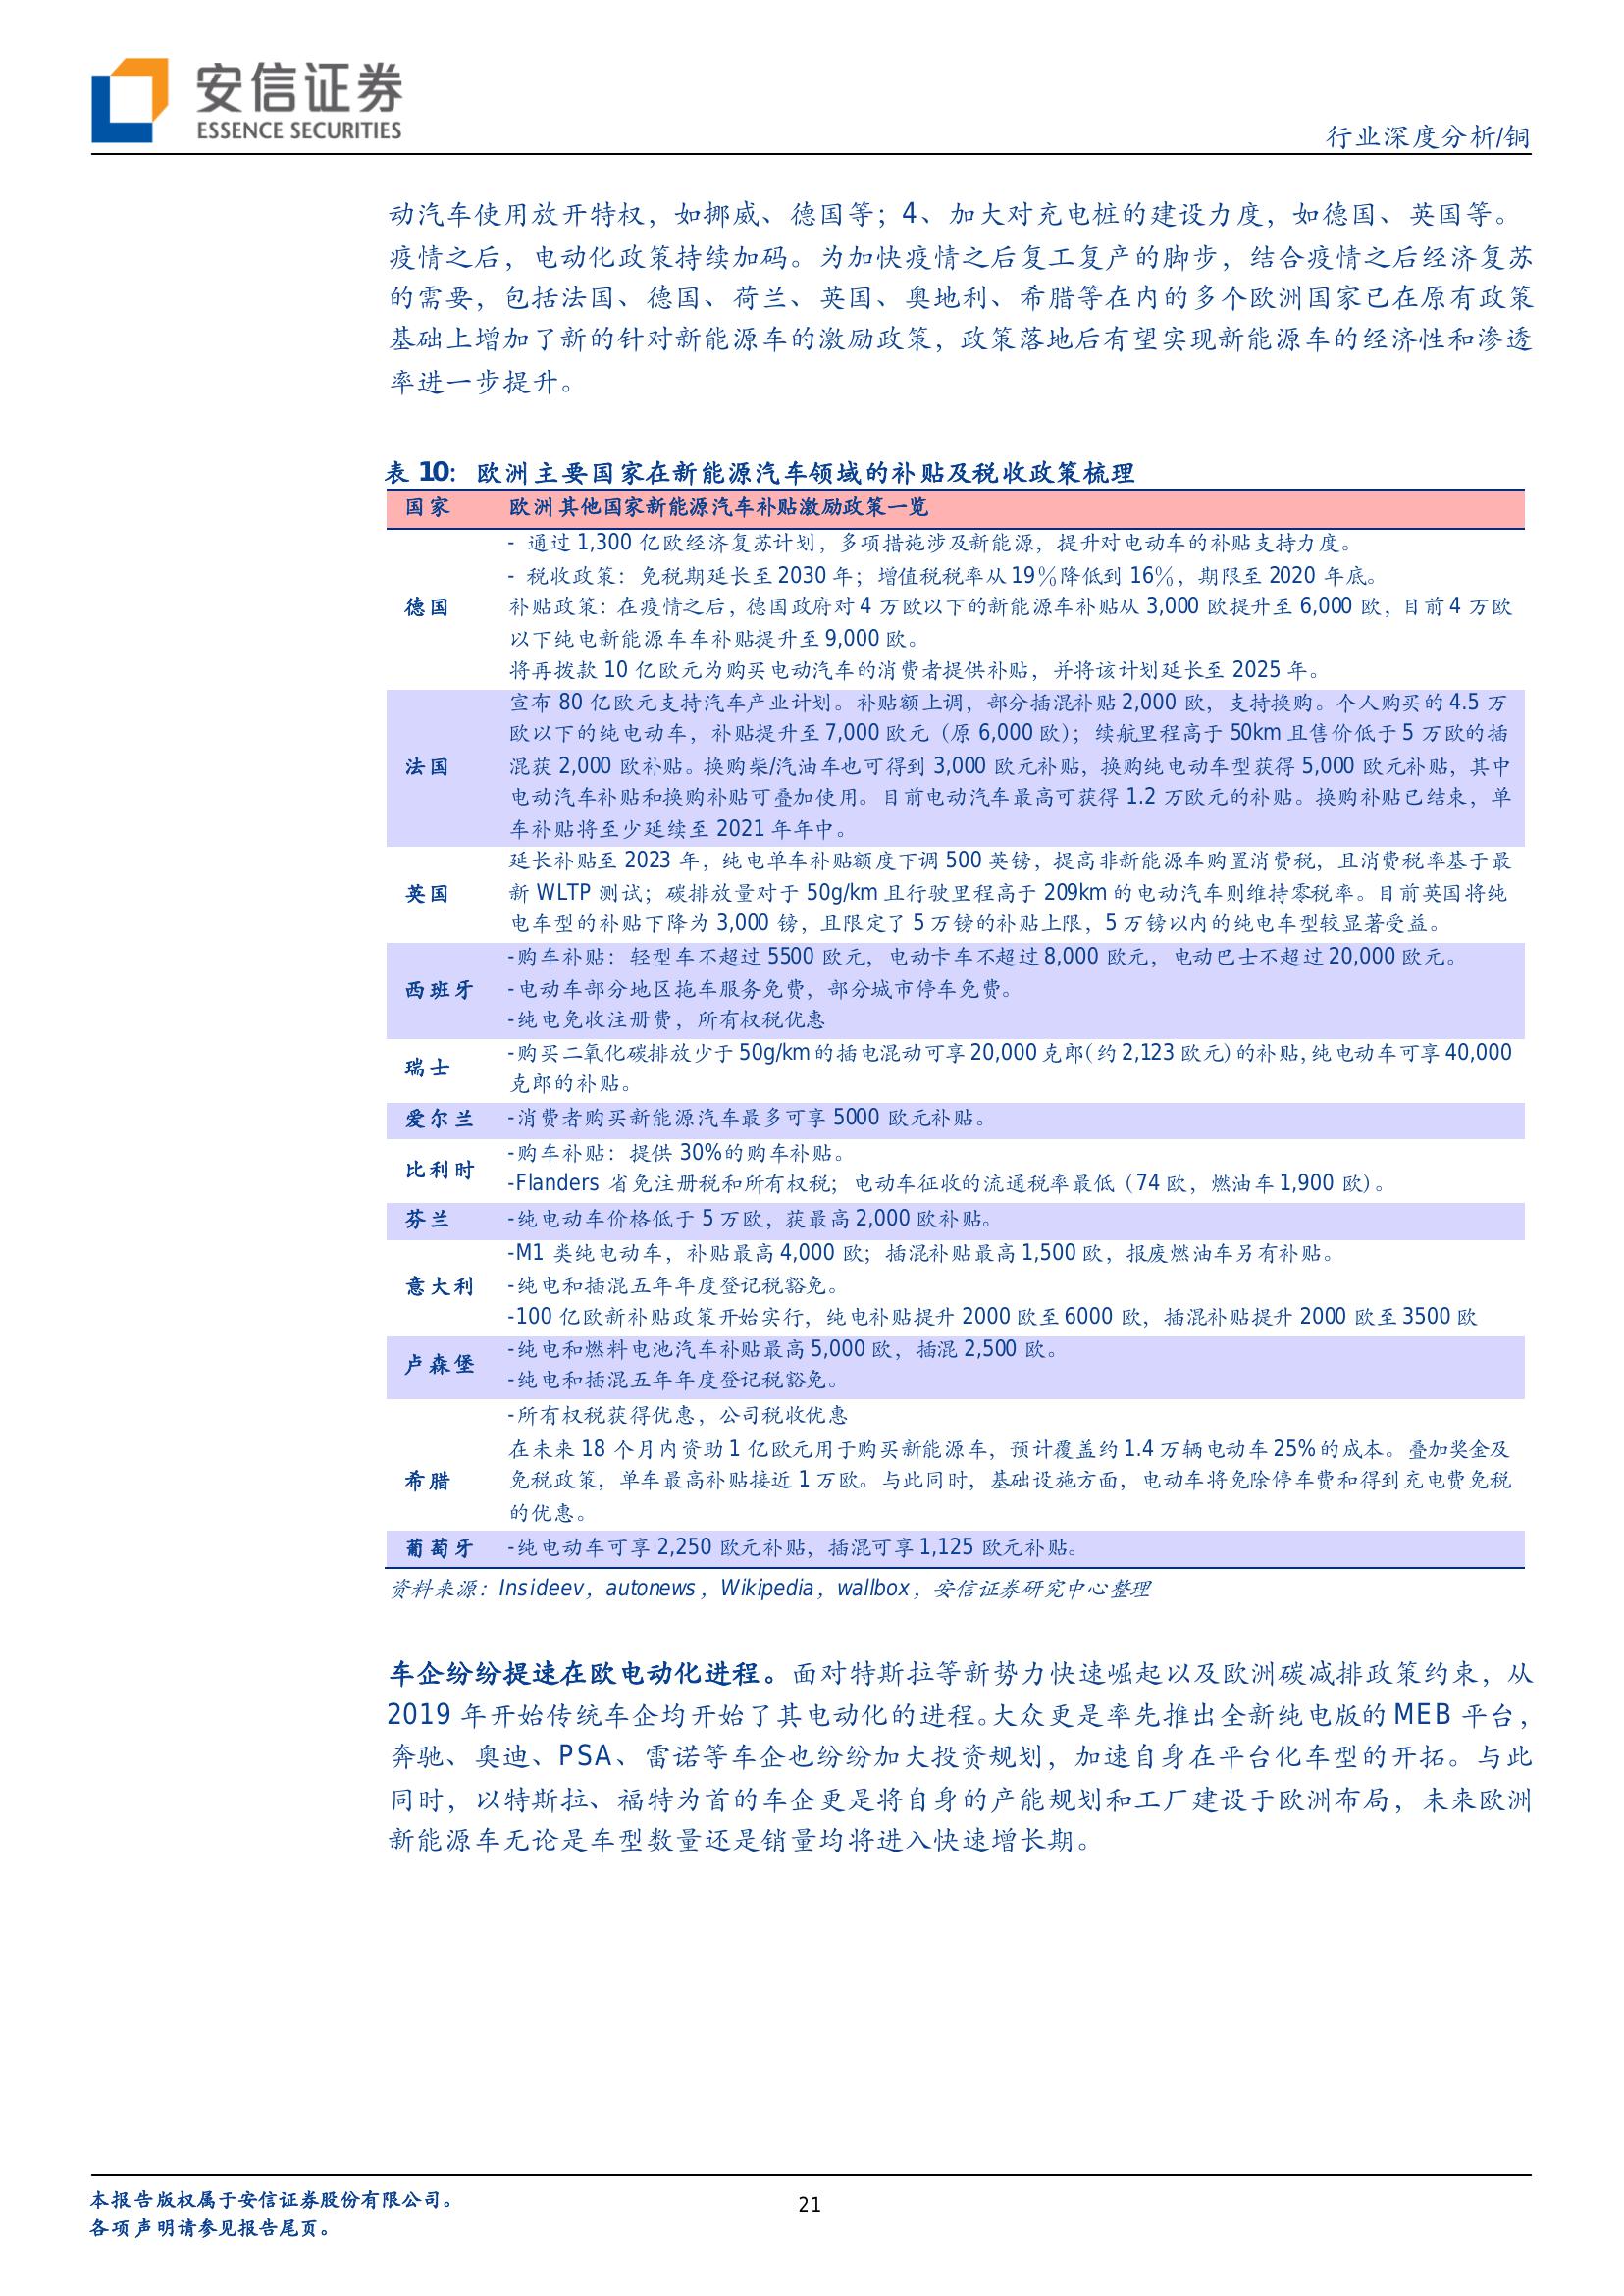 安信证券
ESSENCE SECURITIES
行业深度分析/铜
动汽车使用放开特权，如挪威、德国等；4、加大对充电桩的建设力度，如德国、英国等。
疫情之后，电动化政策持续加码。为加快疫情之后复工复产的脚步，结合疫情之后经济复苏
的需要，包括法国、德国、荷兰、英国、奥地利、希腊等在内的多个欧洲国家已在原有政策
基础上增加了新的针对新能源车的激励政策，政策落地后有望实现新能源车的经济性和渗透
率进一步提升。
表 10：欧洲主要国家在新能源汽车领域的补贴及税收政策梳理
国家 欧洲其他国家新能源汽车补贴激励政策一览
- 通过 1,300 亿欧经济复苏计划，多项措施涉及新能源，提升对电动车的补贴支持力度。
- 税收政策：免税期延长至 2030 年；增值税税率从 19％降低到 16％，期限至 2020 年底。
德国 补贴政策：在疫情之后，德国政府对 4 万欧以下的新能源车补贴从 3,000 欧提升至 6,000 欧，目前 4 万欧
以下纯电新能源车车补贴提升至 9,000 欧。
将再拨款 10 亿欧元为购买电动汽车的消费者提供补贴，并将该计划延长至 2025 年。
宣布 80 亿欧元支持汽车产业计划。补贴额上调，部分插混补贴 2,000 欧，支持换购。个人购买的 4.5 万
欧以下的纯电动车，补贴提升至 7,000 欧元（原 6,000 欧）；续航里程高于 50km 且售价低于 5 万欧的插
法国 混获 2,000 欧补贴。换购柴/汽油车也可得到 3,000 欧元补贴，换购纯电动车型获得 5,000 欧元补贴，其中
电动汽车补贴和换购补贴可叠加使用。目前电动汽车最高可获得 1.2 万欧元的补贴。换购补贴已结束，单
车补贴将至少延续至 2021 年年中。
延长补贴至 2023 年，纯电单车补贴额度下调 500 英镑，提高非新能源车购置消费税，且消费税率基于最
英国 新 WLTP 测试；碳排放量对于 50g/km 且行驶里程高于 209km 的电动汽车则维持零税率。目前英国将纯
电车型的补贴下降为 3,000 镑，且限定了 5 万镑的补贴上限，5 万镑以内的纯电车型较显著受益。
-购车补贴：轻型车不超过 5500 欧元，电动卡车不超过 8,000 欧元，电动巴士不超过 20,000 欧元。
西班牙 -电动车部分地区拖车服务免费，部分城市停车免费。
-纯电免收注册费，所有权税优惠
瑞士 -购买二氧化碳排放少于 50g/km 的插电混动可享 20,000 克郎（约 2,123 欧元）的补贴，纯电动车可享 40,000
克郎的补贴。
爱尔兰 -消费者购买新能源汽车最多可享 5000 欧元补贴。
比利时 -购车补贴：提供 30%的购车补贴。
-Flanders 省免注册税和所有权税；电动车征收的流通税率最低（74 欧，燃油车 1,900 欧）。
芬兰 -纯电动车价格低于 5 万欧，获最高 2,000 欧补贴。
-M1 类纯电动车，补贴最高 4,000 欧；插混补贴最高 1,500 欧，报废燃油车另有补贴。
意大利 -纯电和插混五年年度登记税豁免。
-100 亿欧新补贴政策开始实行，纯电补贴提升 2000 欧至 6000 欧，插混补贴提升 2000 欧至 3500 欧
卢森堡 -纯电和燃料电池汽车补贴最高 5,000 欧，插混 2,500 欧。
-纯电和插混五年年度登记税豁免。
-所有权税获得优惠，公司税收优惠
在未来 18 个月内资助 1 亿欧元用于购买新能源车，预计覆盖约 1.4 万辆电动车 25%的成本。叠加奖金及
希腊 免税政策，单车最高补贴接近 1 万欧。与此同时，基础设施方面，电动车将免除停车费和得到充电费免税
的优惠。
葡萄牙 -纯电动车可享 2,250 欧元补贴，插混可享 1,125 欧元补贴。
资料来源：Insideev，autonews，Wikipedia，wallbox，安信证券研究中心整理
车企纷纷提速在欧电动化进程。面对特斯拉等新势力快速崛起以及欧洲碳减排政策约束，从
2019 年开始传统车企均开始了其电动化的进程。大众更是率先推出全新纯电版的 MEB 平台，
奔驰、奥迪、PSA、雷诺等车企也纷纷加大投资规划，加速自身在平台化车型的开拓。与此
同时，以特斯拉、福特为首的车企更是将自身的产能规划和工厂建设于欧洲布局，未来欧洲
新能源车无论是车型数量还是销量均将进入快速增长期。
本报告版权属于安信证券股份有限公司。
各项声明请参见报告尾页。
21